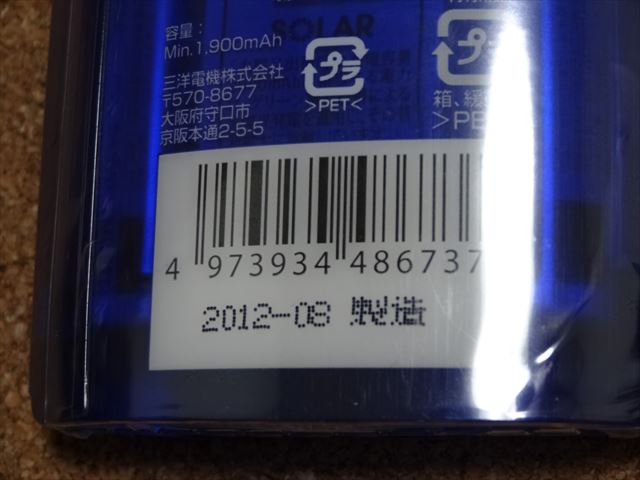 容量：
Min.1,900mAh
三洋電機株式会社
〒570-8677
大阪府守口市
京阪本通2-5-5
SOLAR
プラ
>PET<
プラ
箱、緩
>PE
4 973934 486737
2012-08 製造